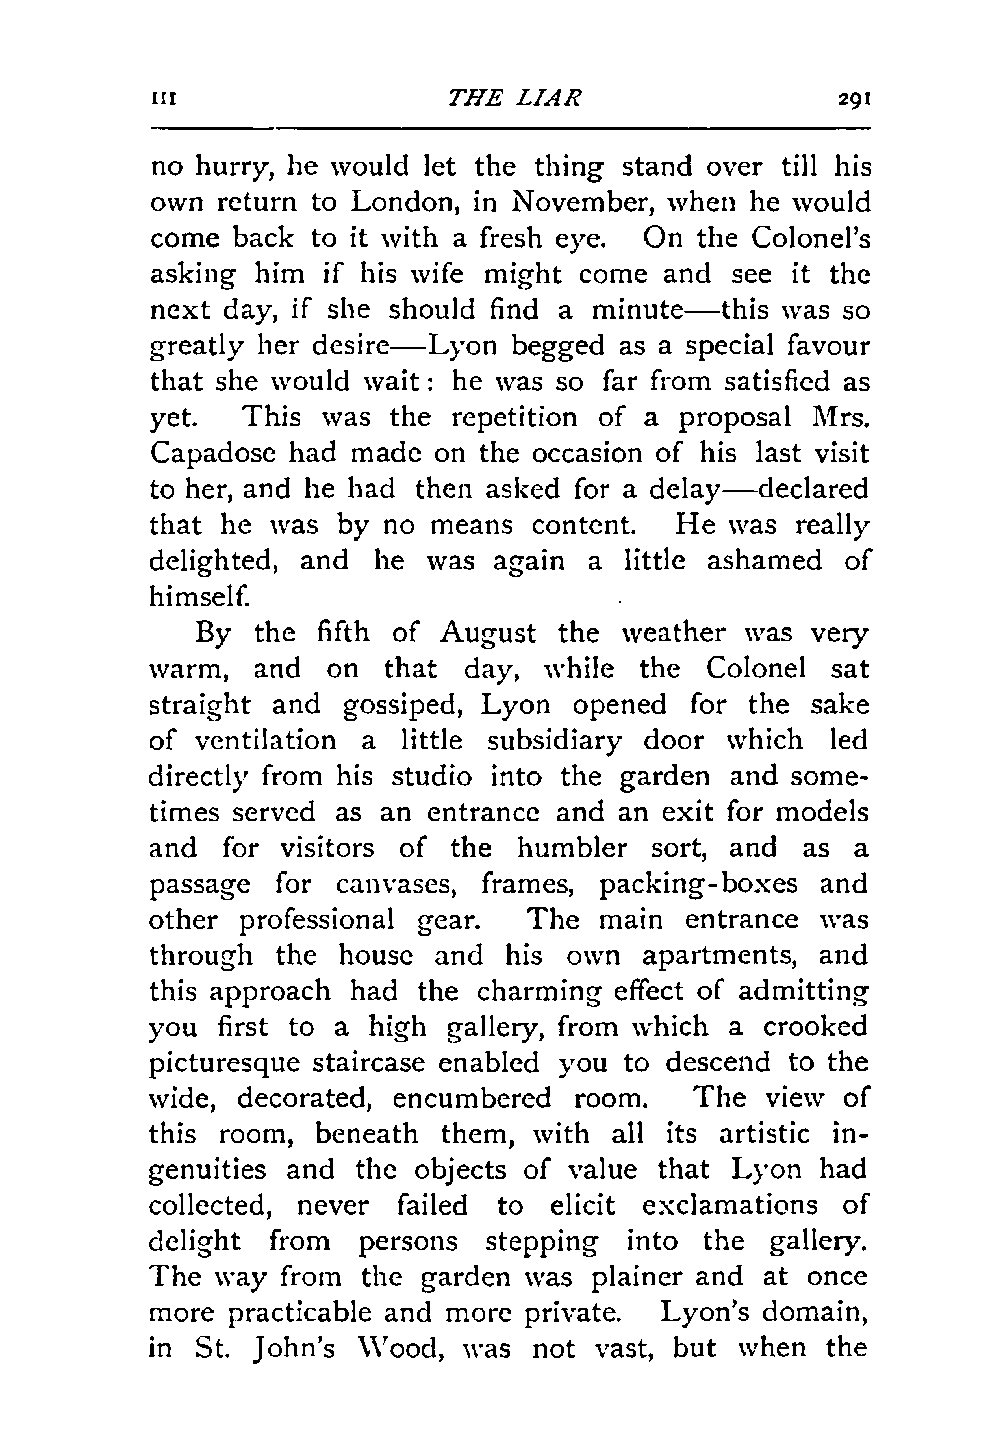 III THE LIAR 291
no hurry, he would let the thing stand over till his
own return to London, in November, when he would
come back to it with a fresh eye. On the Colonel's
asking him if his wife might come and see it the
next day, if she should find a minute—this was so
greatly her desire—Lyon begged as a special favour
that she would wait: he was so far from satisfied as
yet. This was the repetition of a proposal Mrs.
Capadose had made on the occasion of his last visit
to her, and he had then asked for a delay—declared
that he was by no means content. He was really
delighted, and he was again a little ashamed of
himself.
By the fifth of August the weather was very
warm, and on that day, while the Colonel sat
straight and gossiped, Lyon opened for the sake
of ventilation a little subsidiary door which led
directly from his studio into the garden and some-
times served as an entrance and an exit for models
and for visitors of the humbler sort, and as a
passage for canvases, frames, packing-boxes and
other professional gear. The main entrance was
through the house and his own apartments, and
this approach had the charming effect of admitting
you first to a high gallery, from which a crooked
picturesque staircase enabled you to descend to the
wide, decorated, encumbered room. The view of
this room, beneath them, with all its artistic in-
genuities and the objects of value that Lyon had
collected, never failed to elicit exclamations of
delight from persons stepping into the gallery.
The way from the garden was plainer and at once
more practicable and more private. Lyon's domain,
in St. John's Wood, was not vast, but when the